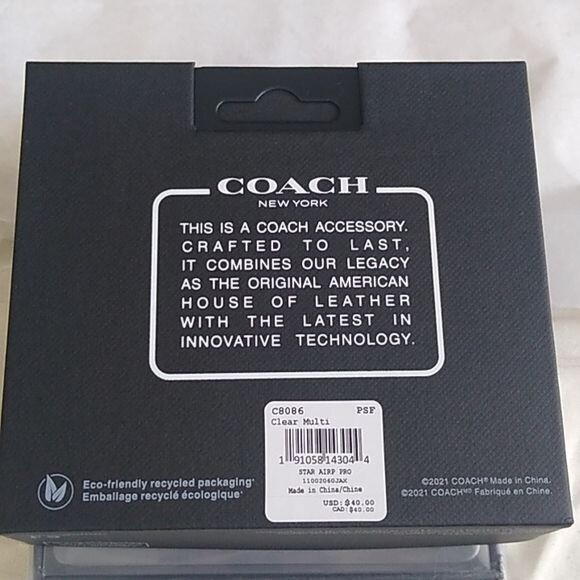 COACH
NEW YORK
THIS IS A COACH ACCESSORY.
CRAFTED TO LAST,
IT COMBINES OUR LEGACY
AS THE ORIGINAL AMERICAN
HOUSE OF LEATHER
WITH THE LATEST IN
INNOVATIVE TECHNOLOGY.
C8086 PSF
Clear Multi
1 91058 14304 4
STAR AIRP PRO
11002060JAX
Made in China/Chine
USD: $40.00
CAD: $40.00
Eco-friendly recycled packaging
Emballage recyclé écologique
©2021 COACH® Made in China.
©2021 COACHᴹᴰ Fabriqué en Chine.